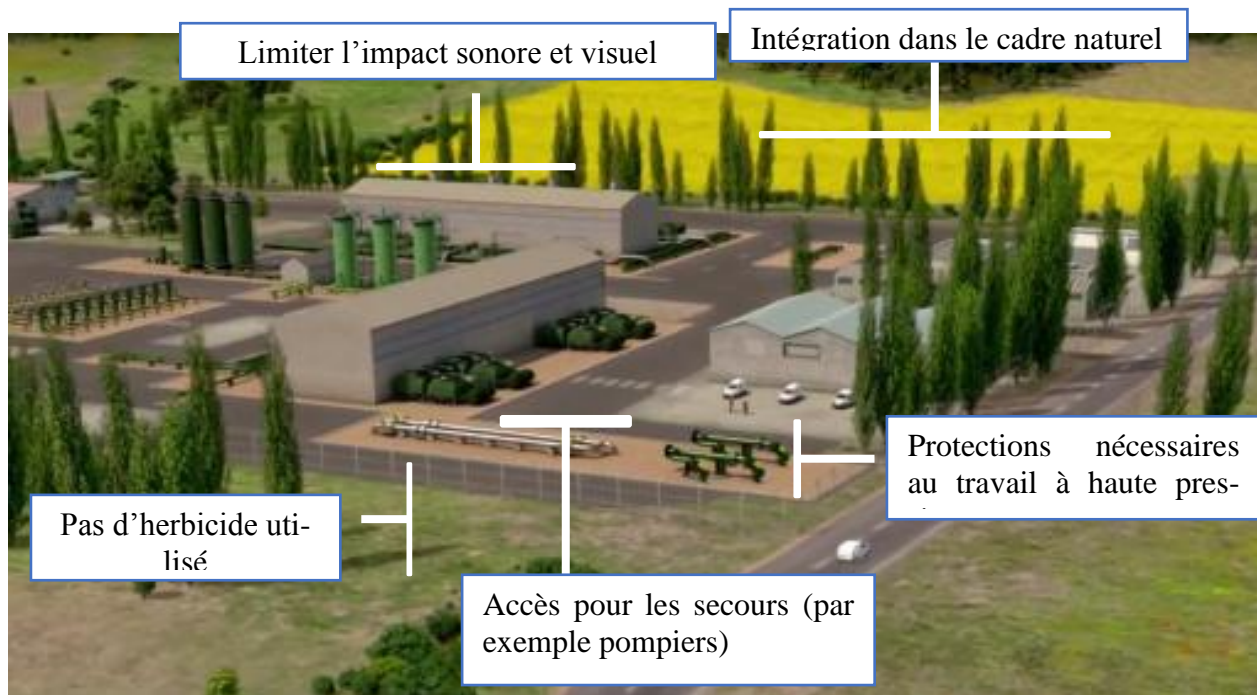 Limiter l’impact sonore et visuel
Intégration dans le cadre naturel
Protections nécessaires
au travail à haute pres-
Pas d’herbicide uti-
lisé
Accès pour les secours (par
exemple pompiers)